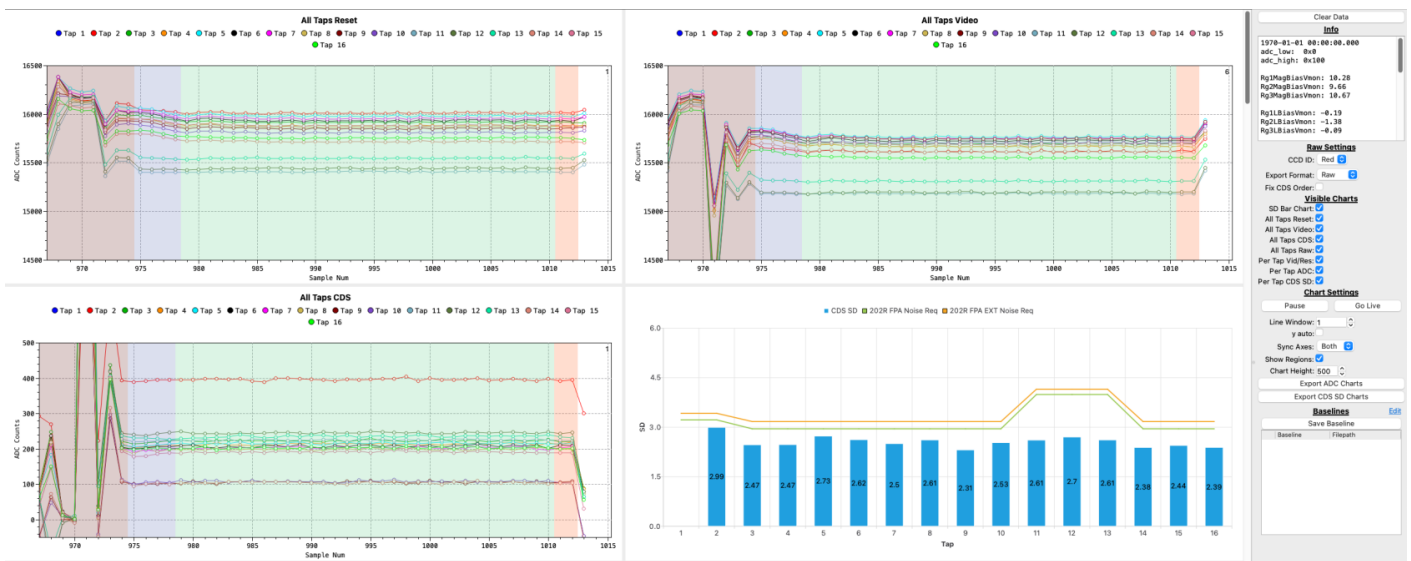 All Taps Reset
Tap 1 Tap 2 Tap 3 Tap 4 Tap 5 Tap 6 Tap 7 Tap 8 Tap 9 Tap 10 Tap 11 Tap 12 Tap 13 Tap 14 Tap 15
Tap 16
16500
16000
15500
15000
14500
ADC Counts
1
970 975 980 985 990 995 1000 1005 1010 1015
Sample Num
All Taps Video
Tap 1 Tap 2 Tap 3 Tap 4 Tap 5 Tap 6 Tap 7 Tap 8 Tap 9 Tap 10 Tap 11 Tap 12 Tap 13 Tap 14 Tap 15
Tap 16
16500
16000
15500
15000
14500
ADC Counts
6
970 975 980 985 990 995 1000 1005 1010 1015
Sample Num
All Taps CDS
Tap 1 Tap 2 Tap 3 Tap 4 Tap 5 Tap 6 Tap 7 Tap 8 Tap 9 Tap 10 Tap 11 Tap 12 Tap 13 Tap 14 Tap 15
Tap 16
500
400
300
200
100
0
ADC Counts
1
970 975 980 985 990 995 1000 1005 1010 1015
Sample Num
CDS SD 202R FPA Noise Req 202R FPA EXT Noise Req
6.0
4.5
3.0
1.5
0.0
SD
2.99 2.47 2.47 2.73 2.62 2.5 2.61 2.31 2.53 2.61 2.7 2.61 2.38 2.44 2.39
1 2 3 4 5 6 7 8 9 10 11 12 13 14 15 16
Tap
Clear Data
Info
1970-01-01 00:00:00.000
adc_low: 0x0
adc_high: 0x100
Rg1MagBiasVmon: 10.28
Rg2MagBiasVmon: 9.66
Rg3MagBiasVmon: 10.67
Rg1LBiasVmon: -0.19
Rg2LBiasVmon: -1.38
Rg3LBiasVmon: -0.09
Raw Settings
CCD ID: Red
Export Format: Raw
Fix CDS Order:
Visible Charts
SD Bar Chart:
All Taps Reset:
All Taps Video:
All Taps CDS:
All Taps Raw:
Per Tap Vid/Res:
Per Tap ADC:
Per Tap CDS SD:
Chart Settings
Pause Go Live
Line Window: 1
y auto:
Sync Axes: Both
Show Regions:
Chart Height: 500
Export ADC Charts
Export CDS SD Charts
Baselines Edit
Save Baseline
Baseline Filepath